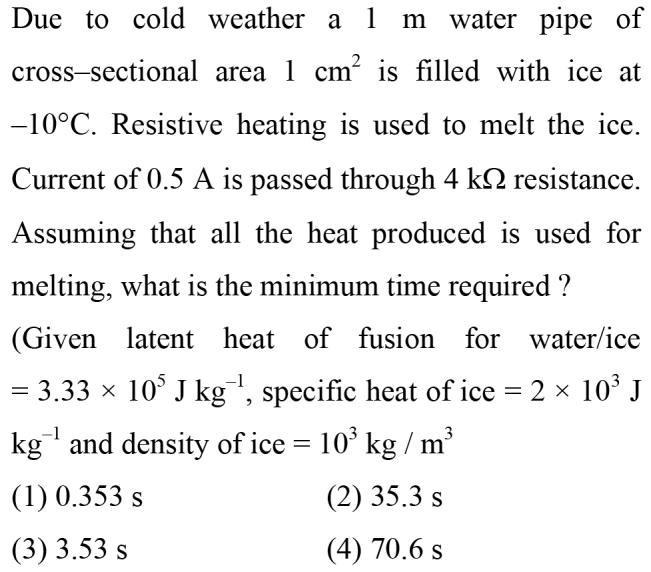 Due to cold weather a 1 m water pipe of
cross–sectional area 1 cm² is filled with ice at
–10°C. Resistive heating is used to melt the ice.
Current of 0.5 A is passed through 4 kΩ resistance.
Assuming that all the heat produced is used for
melting, what is the minimum time required ?
(Given latent heat of fusion for water/ice
= 3.33 × 10⁵ J kg⁻¹, specific heat of ice = 2 × 10³ J
kg⁻¹ and density of ice = 10³ kg / m³
(1) 0.353 s (2) 35.3 s
(3) 3.53 s (4) 70.6 s